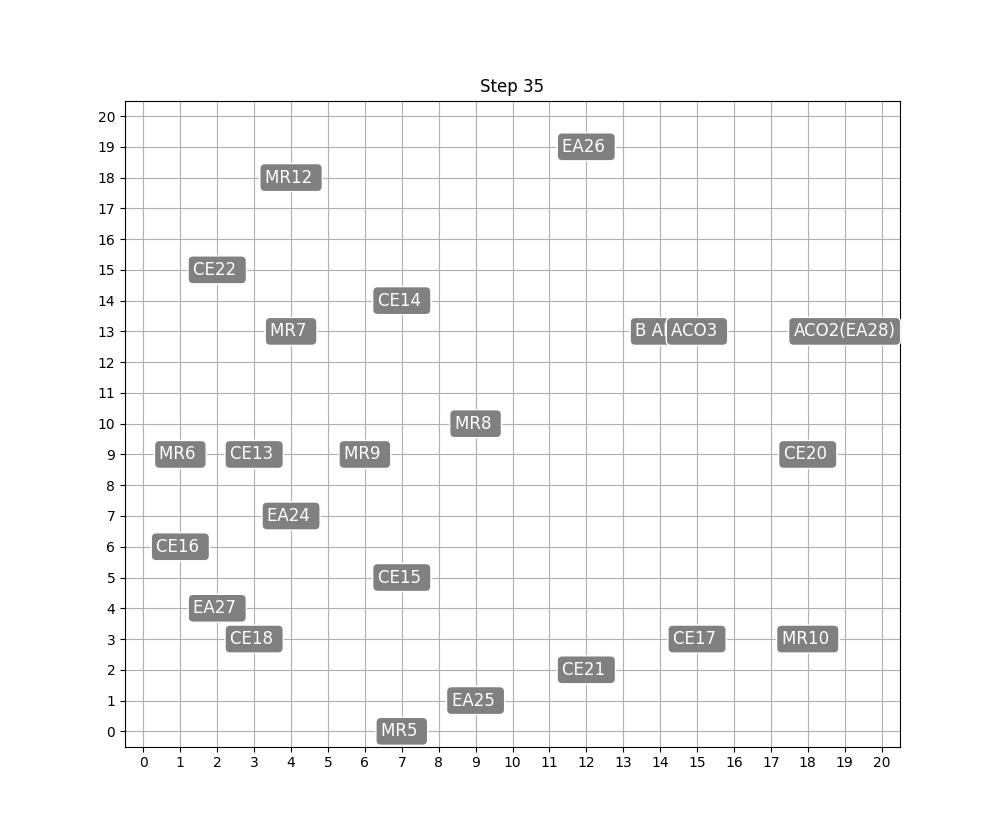 Step 35
20
19 EA26
18 MR12
17
16
15 CE22
14 CE14
13 MR7 B ACO3 ACO2(EA28)
12
11
10 MR8
9 MR6 CE13 MR9 CE20
8
7 EA24
6 CE16
5 CE15
4 EA27
3 CE18 CE17 MR10
2 CE21
1 EA25
0 MR5
0 1 2 3 4 5 6 7 8 9 10 11 12 13 14 15 16 17 18 19 20